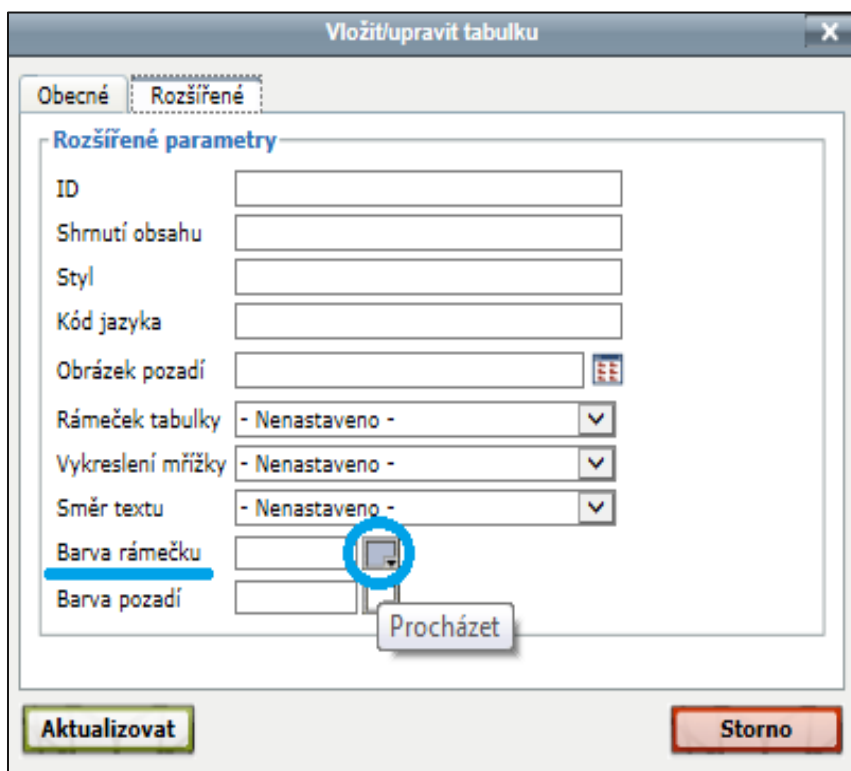 Vložit/upravit tabulku
X
Obecné
Rozšířené
Rozšířené parametry
ID
Shrnutí obsahu
Styl
Kód jazyka
Obrázek pozadí
Rámeček tabulky - Nenastaveno -
Vykreslení mřížky - Nenastaveno -
Směr textu - Nenastaveno -
Barva rámečku
Barva pozadí
Procházet
Aktualizovat
Storno